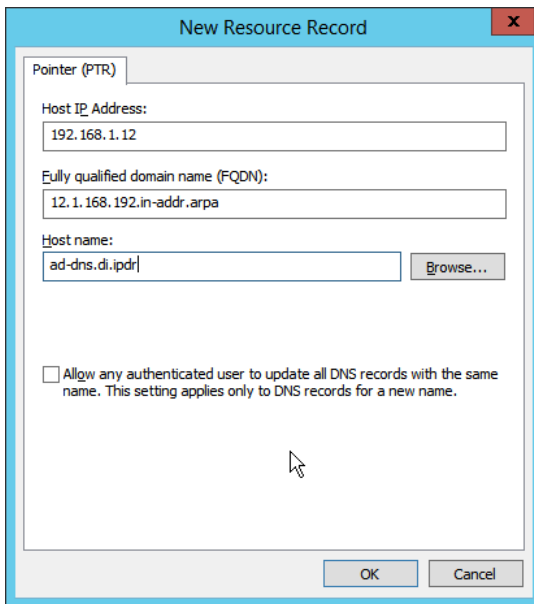 New Resource Record
x
Pointer (PTR)
Host IP Address:
192.168.1.12
Fully qualified domain name (FQDN):
12.1.168.192.in-addr.arpa
Host name:
ad-dns.di.ipdr
Browse...
Allow any authenticated user to update all DNS records with the same
name. This setting applies only to DNS records for a new name.
OK Cancel